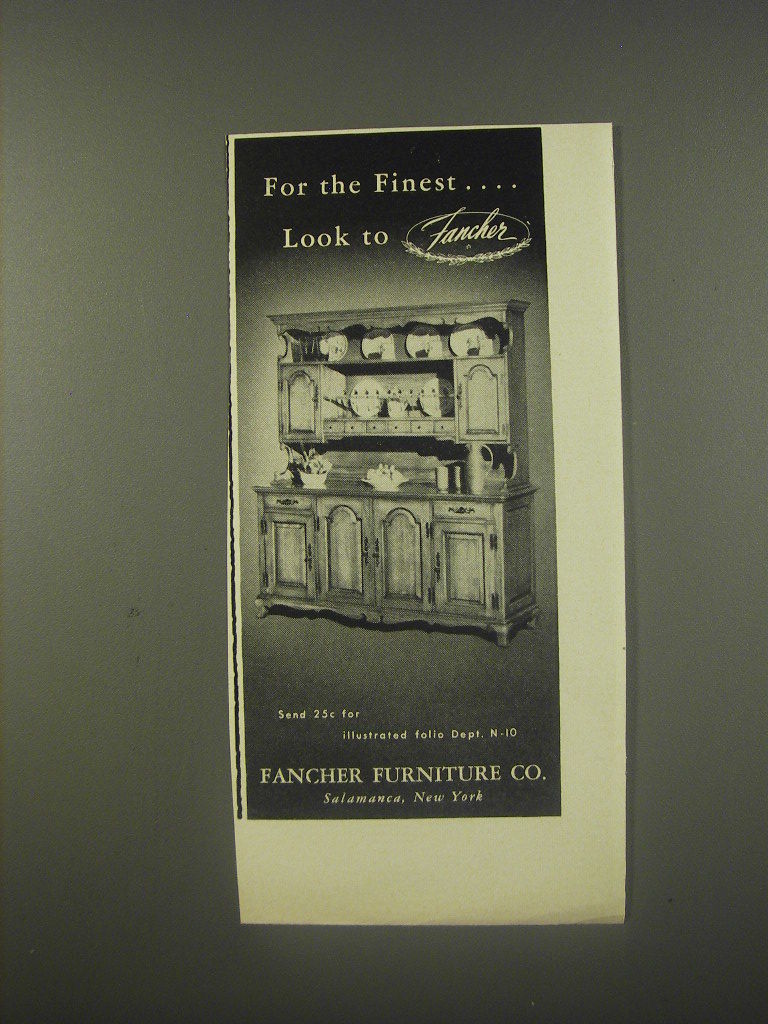 For the Finest....
Look to Fancher
Send 25c for
illustrated folio Dept. N-10
FANCHER FURNITURE CO.
Salamanca, New York